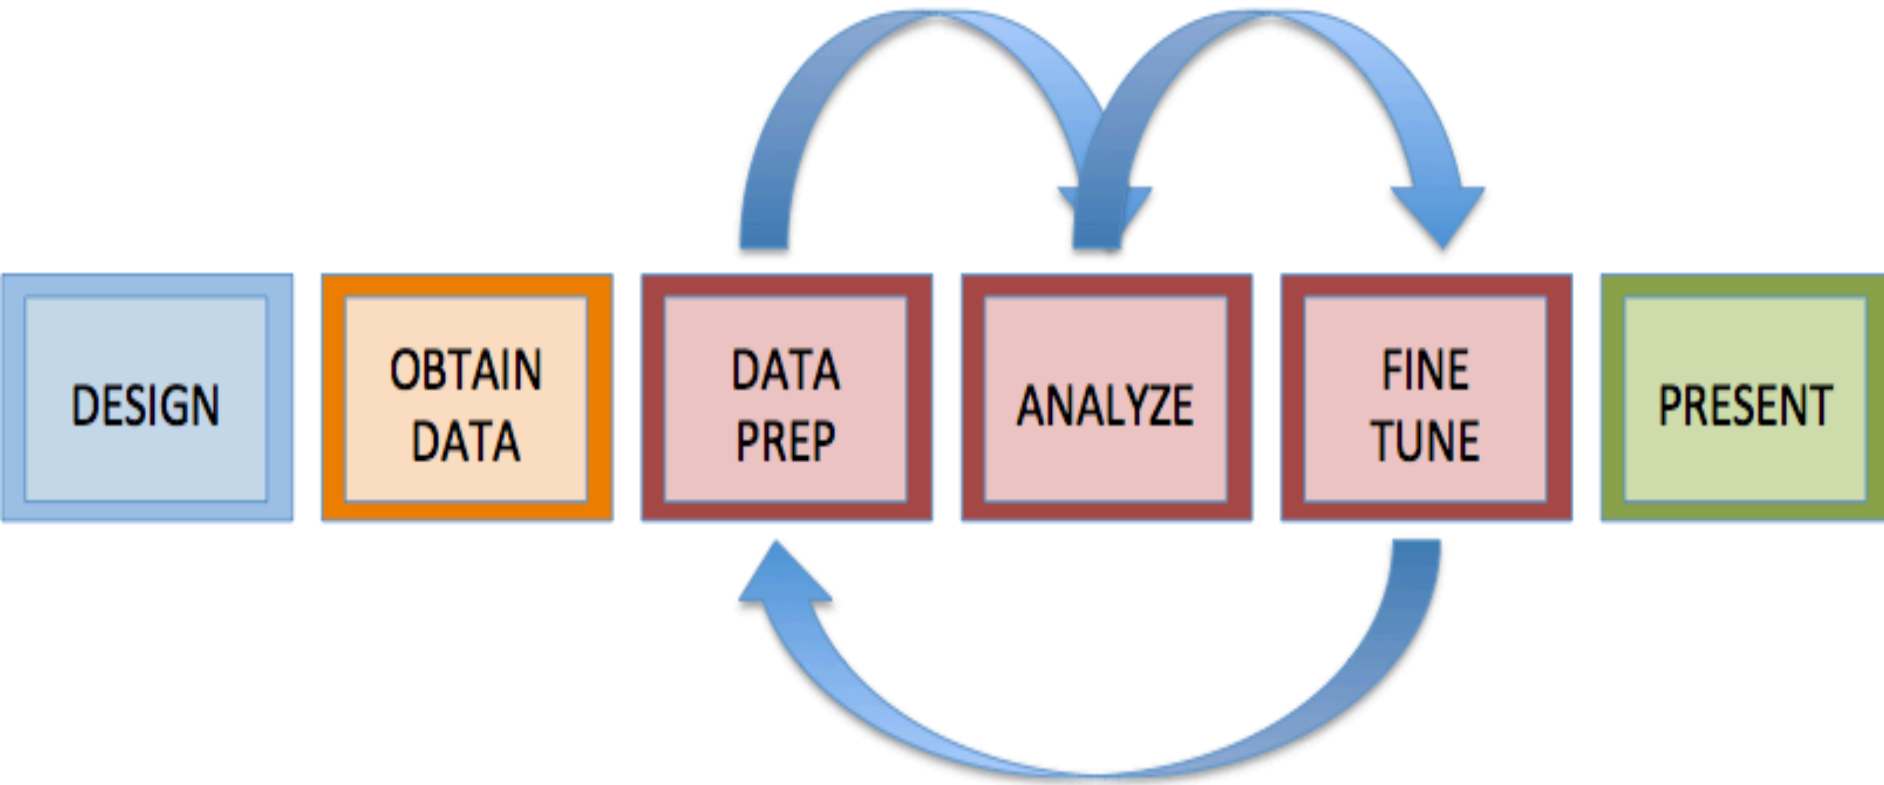 DESIGN
OBTAIN
DATA
DATA
PREP
ANALYZE
FINE
TUNE
PRESENT